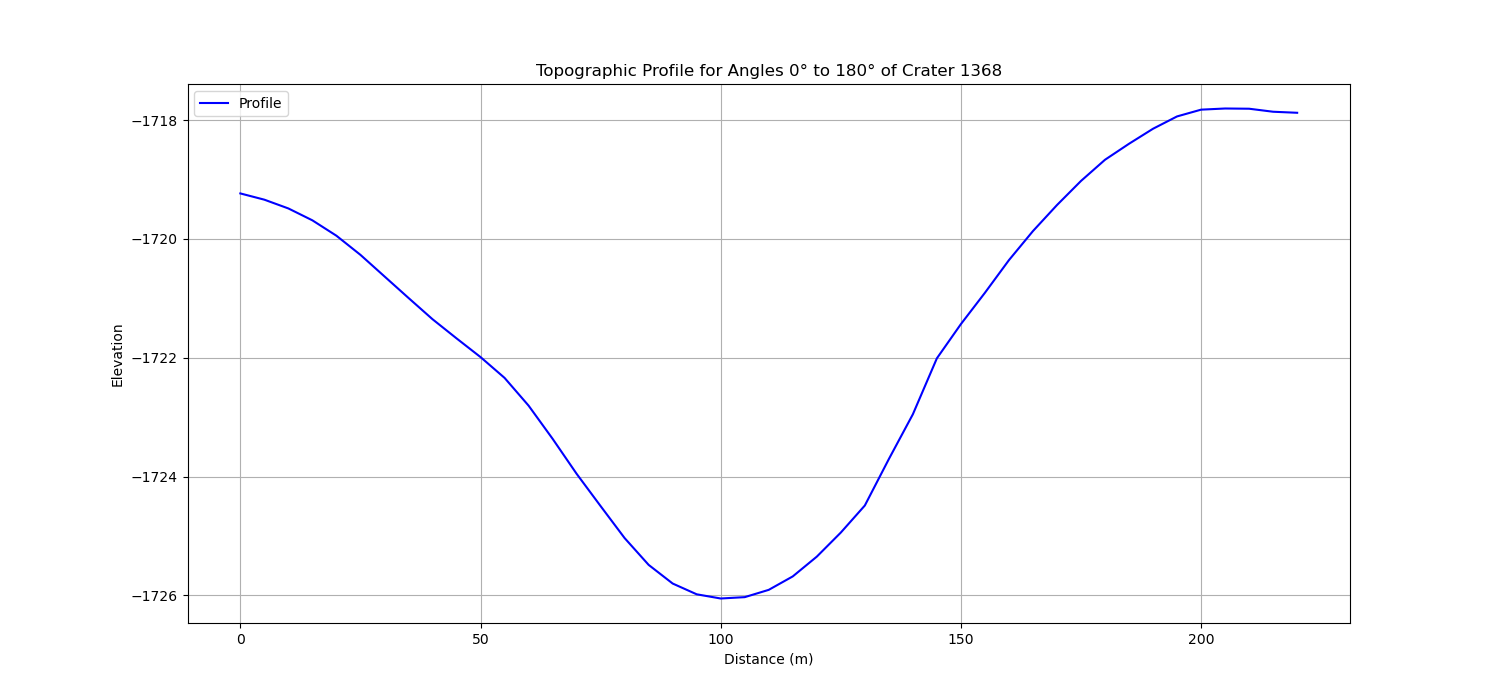 Topographic Profile for Angles 0° to 180° of Crater 1368
Profile
−1718
−1720
−1722
−1724
−1726
Elevation
0 50 100 150 200
Distance (m)